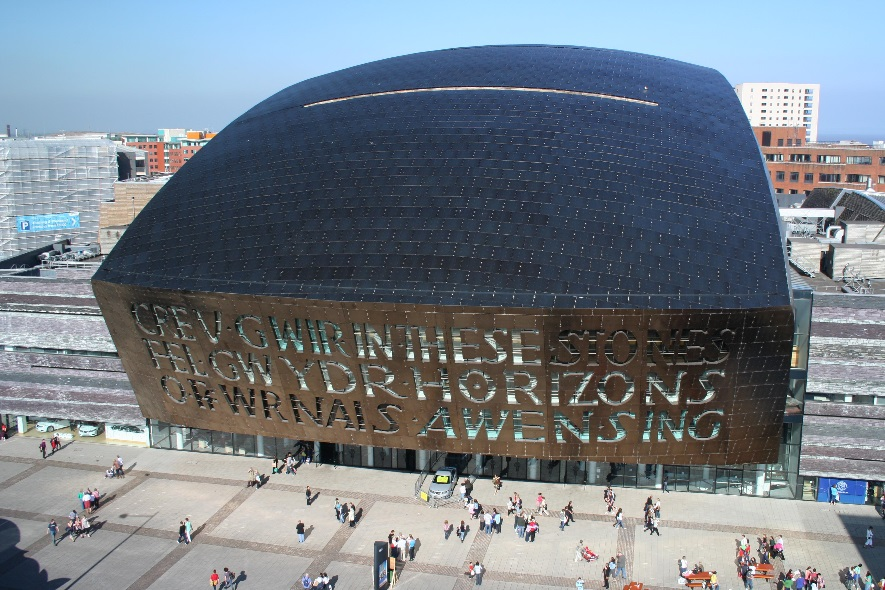 CREU GWIR IN THESE STONES
FEL GWYDR HORIZONS
O FFWRNAIS AWEN SING
P